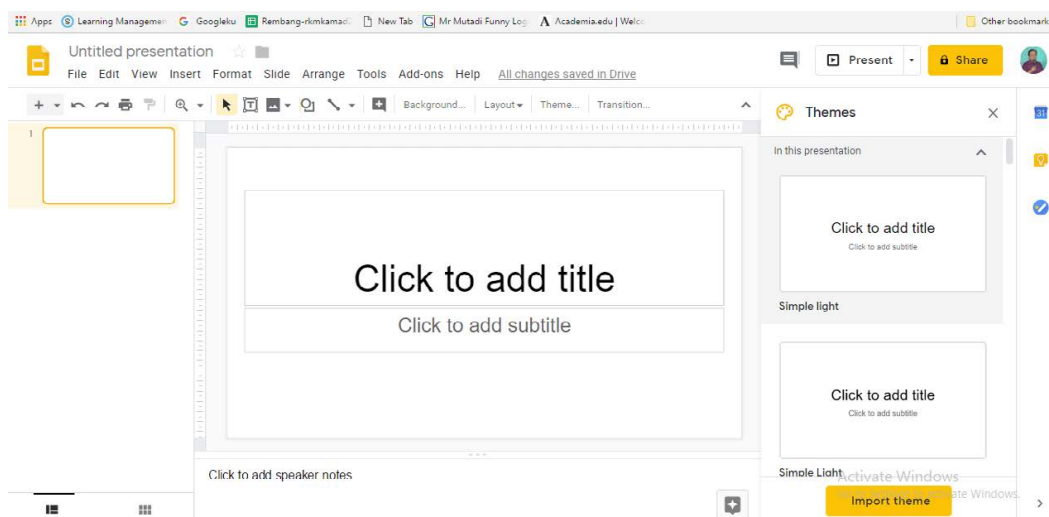 Apps Learning Managemen Googleku Rembang-rkmkamad New Tab Mr Mutadi Funny Log Academia.edu | Welc Other bookmark
Untitled presentation
File Edit View Insert Format Slide Arrange Tools Add-ons Help All changes saved in Drive
Present Share
Background... Layout Theme... Transition...
Themes
31
1
In this presentation
Click to add title
Click to add subtitle
Click to add title
Click to add subtitle
Simple light
Click to add title
Click to add subtitle
Simple Light
Click to add speaker notes
Activate Windows
Import theme
ate Windows.